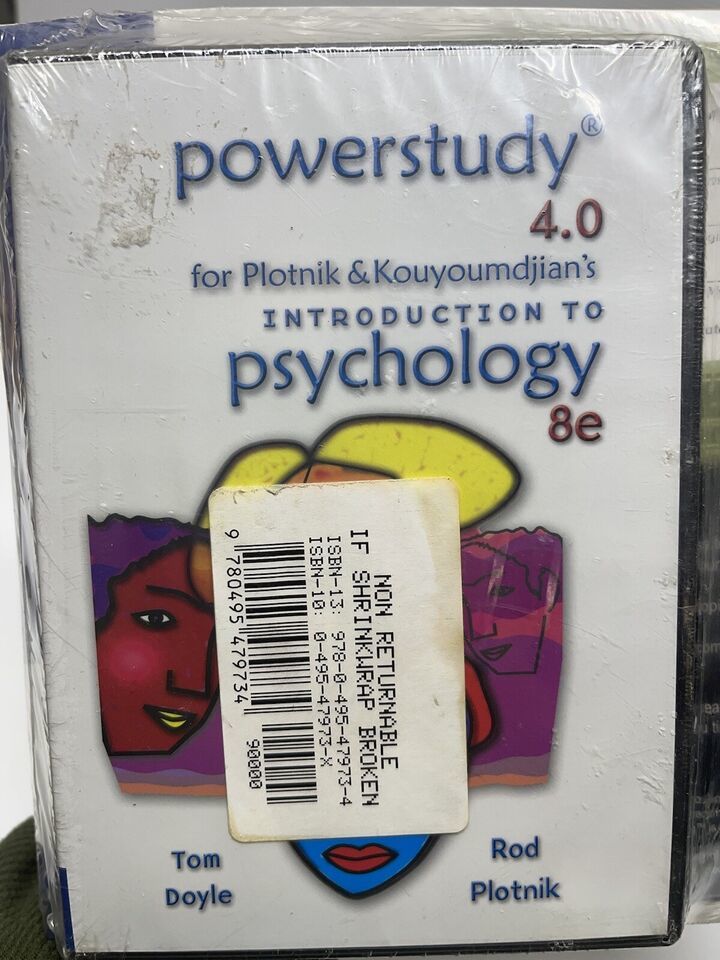 powerstudy®
4.0
for Plotnik & Kouyoumdjian's
INTRODUCTION TO
psychology
8e
NON RETURNABLE
IF SHRINKWRAP BROKEN
ISBN-13: 978-0-495-47973-4
ISBN-10: 0-495-47973-X
9 780495 479734
90000
Tom
Doyle
Rod
Plotnik